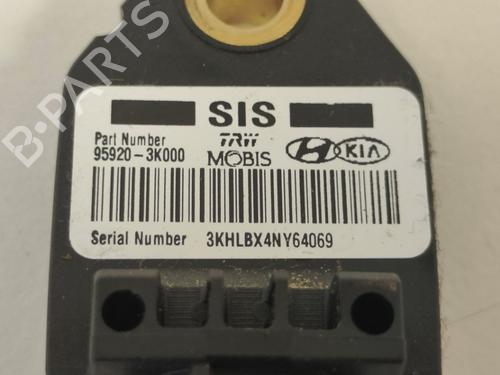 B-PARTS
SIS
Part Number
95920-3K000
TRW
MOBIS
KIA
Serial Number 3KHLBX4NY64069